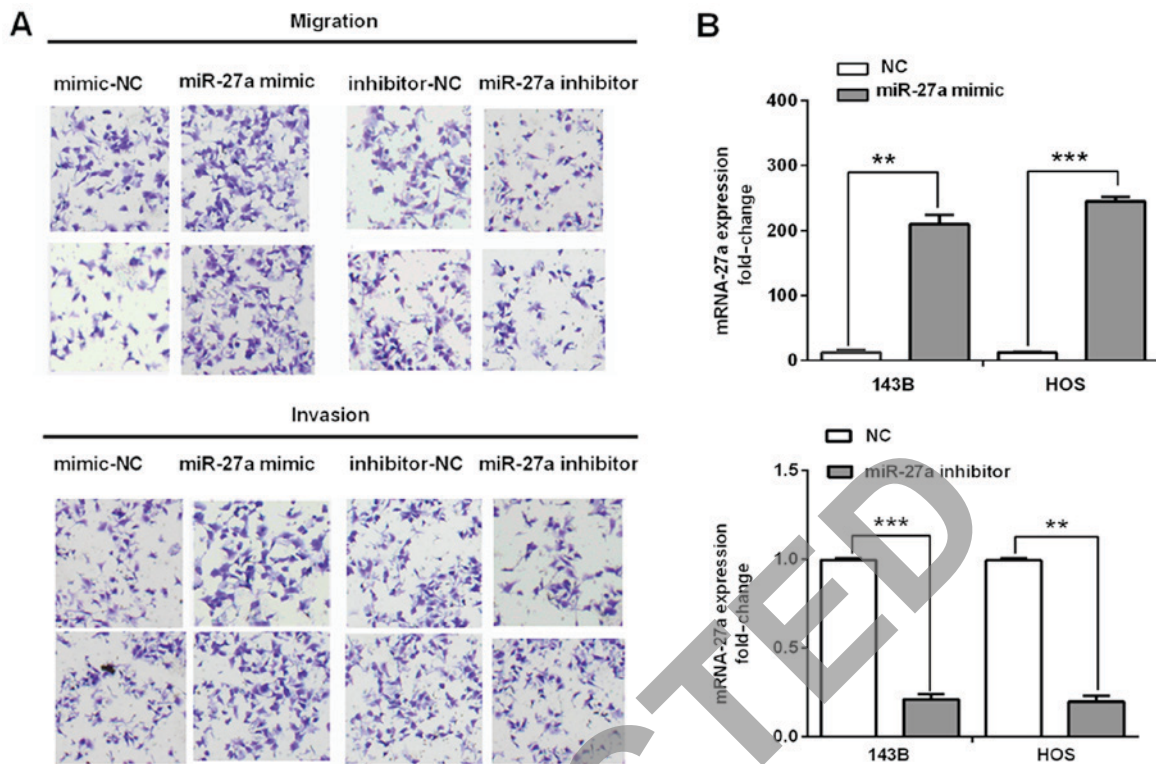 A
Migration
mimic-NC miR-27a mimic inhibitor-NC miR-27a inhibitor
Invasion
mimic-NC miR-27a mimic inhibitor-NC miR-27a inhibitor
B
NC
miR-27a mimic
400
300
200
100
0
mRNA-27a expression
fold-change
**
***
143B HOS
NC
miR-27a inhibitor
1.5
1.0
0.5
0.0
mRNA-27a expression
fold-change
***
**
143B HOS
CTED